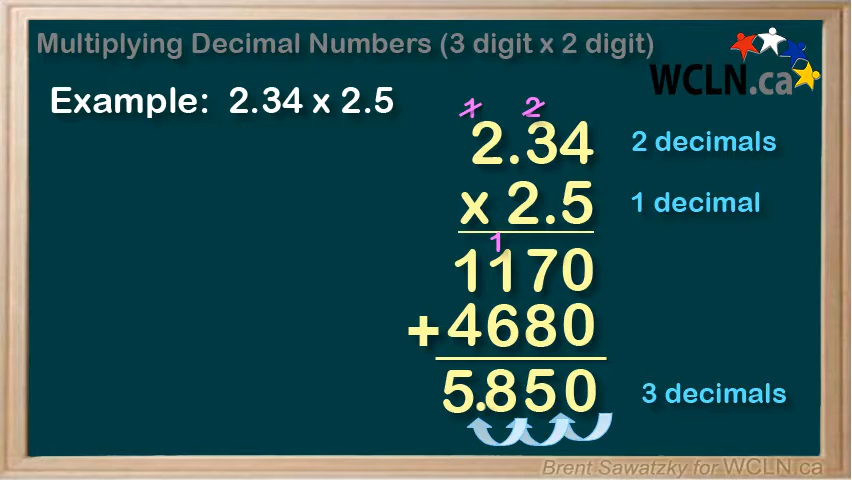 Multiplying Decimal Numbers (3 digit x 2 digit)
WCLN.ca
Example: 2.34 x 2.5
1 2
2.34 2 decimals
x 2.5 1 decimal
1
1170
+4680
5.850 3 decimals
Brent Sawatzky for WCLN.ca